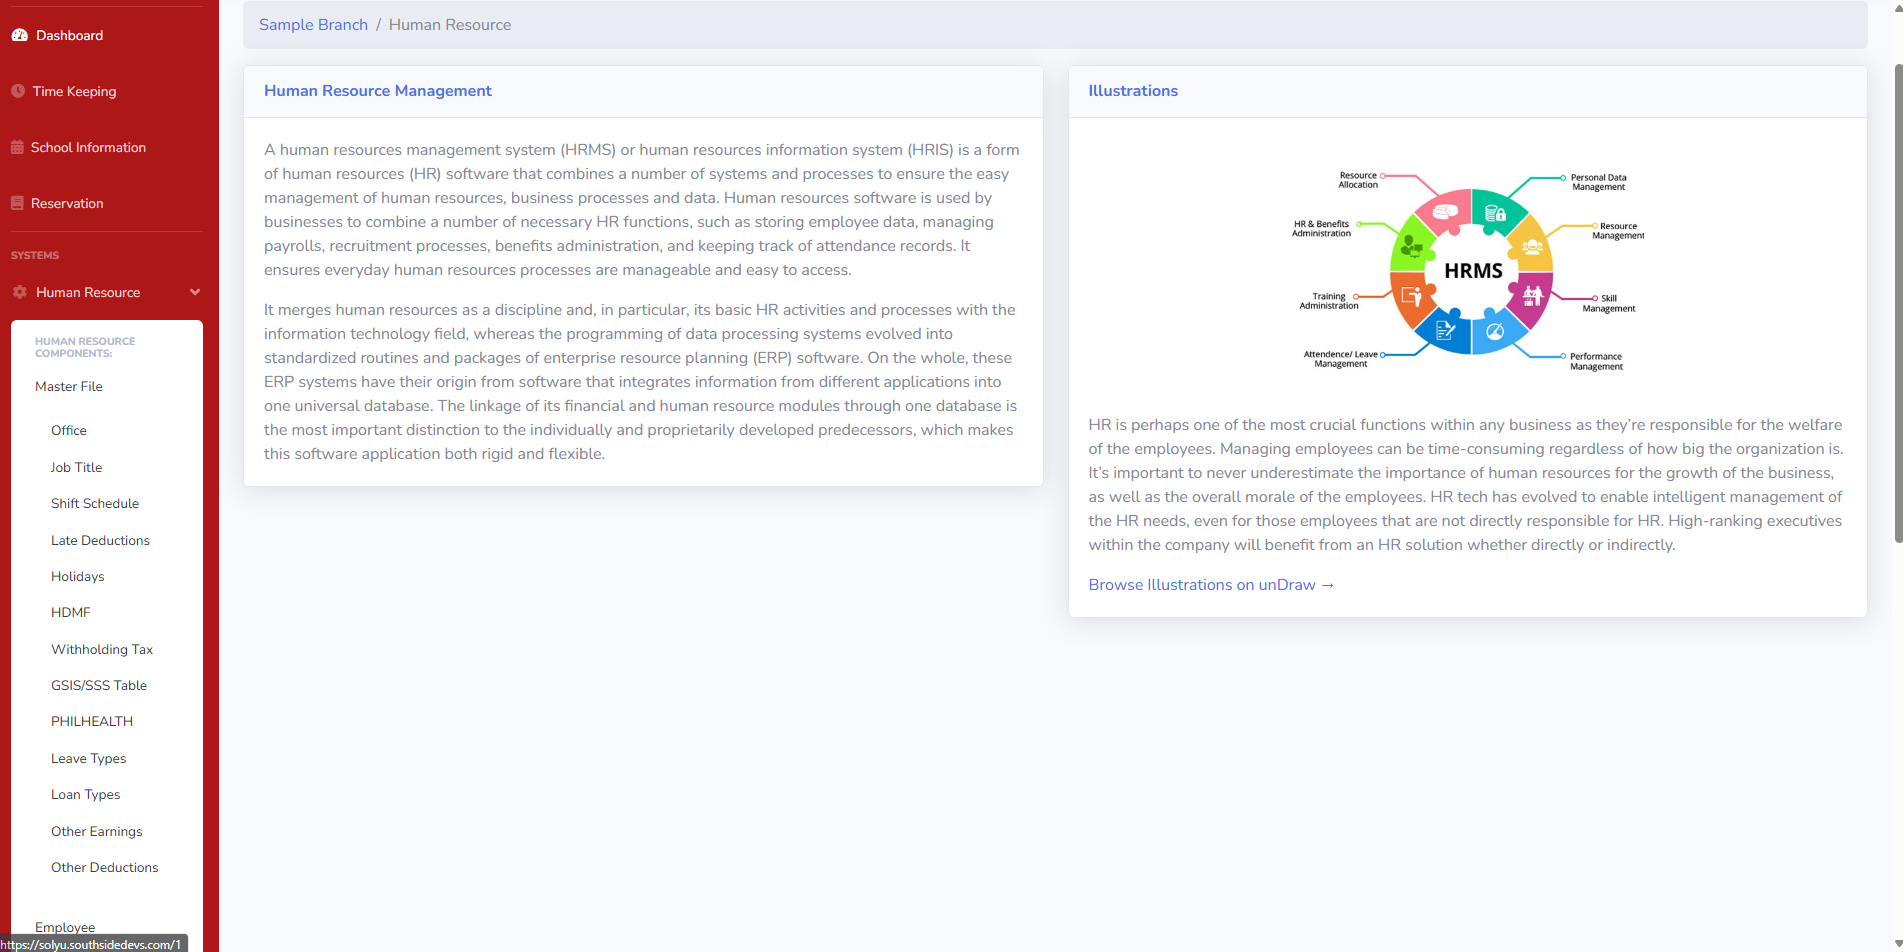 Dashboard
Time Keeping
School Information
Reservation
SYSTEMS
Human Resource
HUMAN RESOURCE
COMPONENTS:
Master File
Office
Job Title
Shift Schedule
Late Deductions
Holidays
HDMF
Withholding Tax
GSIS/SSS Table
PHILHEALTH
Leave Types
Loan Types
Other Earnings
Other Deductions
Employee
https://solyu.southsidedevs.com/1
Sample Branch / Human Resource
Human Resource Management
A human resources management system (HRMS) or human resources information system (HRIS) is a form
of human resources (HR) software that combines a number of systems and processes to ensure the easy
management of human resources, business processes and data. Human resources software is used by
businesses to combine a number of necessary HR functions, such as storing employee data, managing
payrolls, recruitment processes, benefits administration, and keeping track of attendance records. It
ensures everyday human resources processes are manageable and easy to access.
It merges human resources as a discipline and, in particular, its basic HR activities and processes with the
information technology field, whereas the programming of data processing systems evolved into
standardized routines and packages of enterprise resource planning (ERP) software. On the whole, these
ERP systems have their origin from software that integrates information from different applications into
one universal database. The linkage of its financial and human resource modules through one database is
the most important distinction to the individually and proprietarily developed predecessors, which makes
this software application both rigid and flexible.
Illustrations
Resource
Allocation
Personal Data
Management
HR & Benefits
Administration
Resource
Management
HRMS
Training
Administration
Skill
Management
Attendence/ Leave
Management
Performance
Management
HR is perhaps one of the most crucial functions within any business as they’re responsible for the welfare
of the employees. Managing employees can be time-consuming regardless of how big the organization is.
It’s important to never underestimate the importance of human resources for the growth of the business,
as well as the overall morale of the employees. HR tech has evolved to enable intelligent management of
the HR needs, even for those employees that are not directly responsible for HR. High-ranking executives
within the company will benefit from an HR solution whether directly or indirectly.
Browse Illustrations on unDraw →